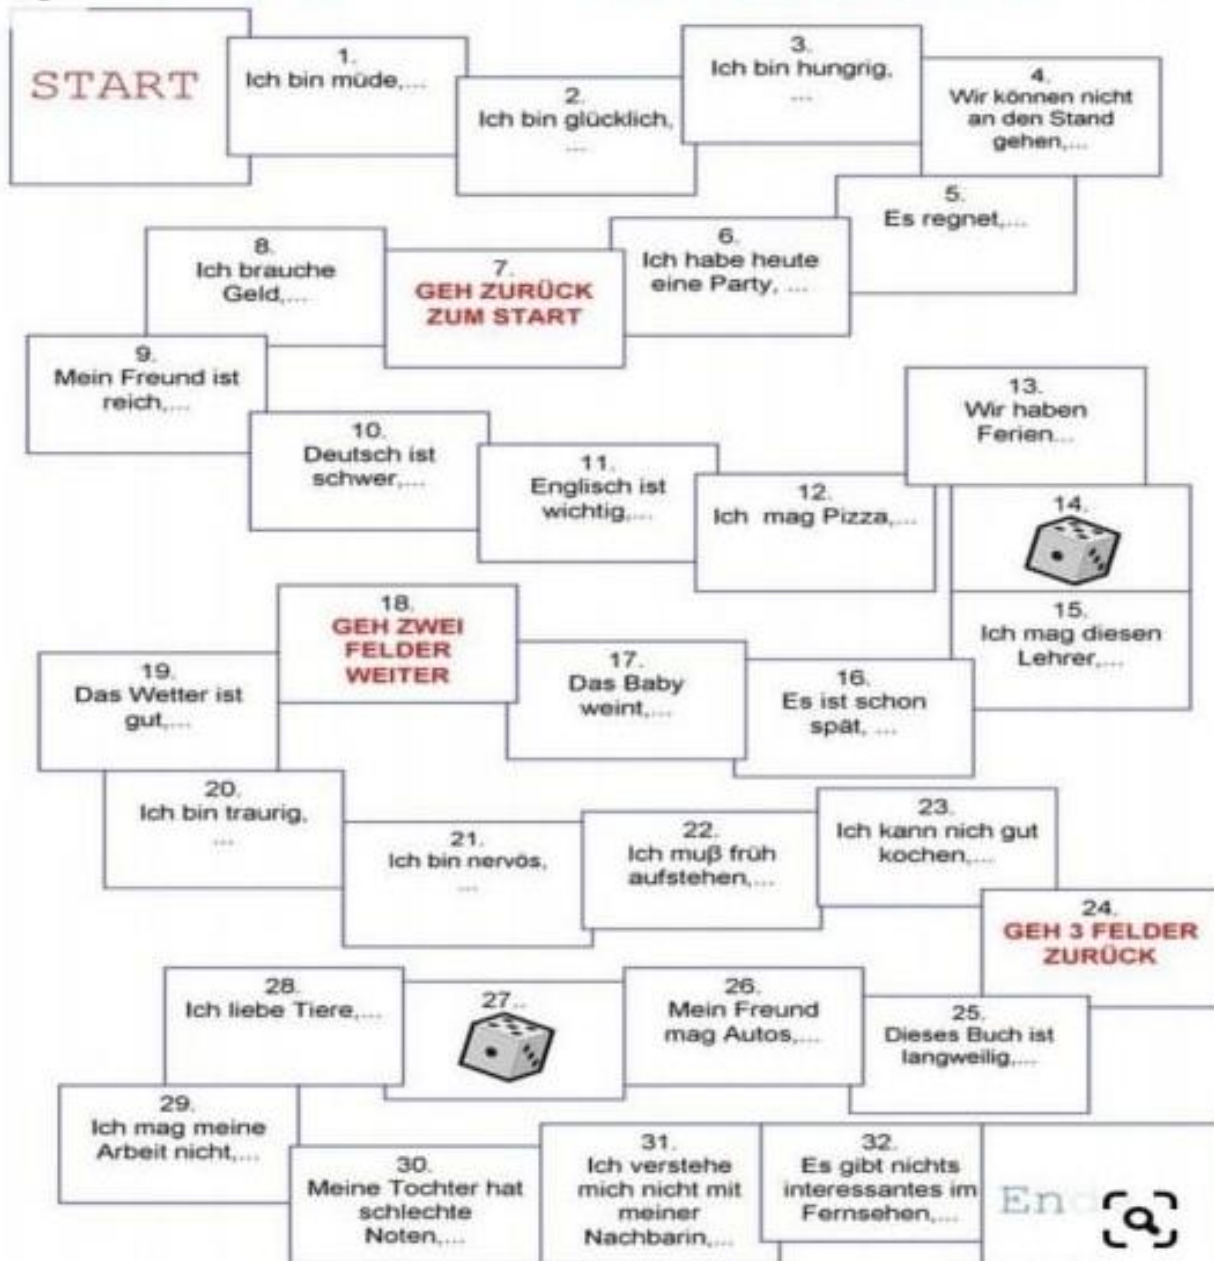 START
1.
Ich bin müde,...
2.
Ich bin glücklich,
...
3.
Ich bin hungrig,
...
4.
Wir können nicht
an den Stand
gehen,...
5.
Es regnet,...
6.
Ich habe heute
eine Party, ...
7.
GEH ZURÜCK
ZUM START
8.
Ich brauche
Geld,...
9.
Mein Freund ist
reich,...
10.
Deutsch ist
schwer,...
11.
Englisch ist
wichtig,...
12.
Ich mag Pizza,...
13.
Wir haben
Ferien...
14.
15.
Ich mag diesen
Lehrer,...
16.
Es ist schon
spät, ...
17.
Das Baby
weint,...
18.
GEH ZWEI
FELDER
WEITER
19.
Das Wetter ist
gut,...
20.
Ich bin traurig,
...
21.
Ich bin nervös,
...
22.
Ich muβ früh
aufstehen,...
23.
Ich kann nich gut
kochen,...
24.
GEH 3 FELDER
ZURÜCK
25.
Dieses Buch ist
langweilig,...
26.
Mein Freund
mag Autos,...
27..
28.
Ich liebe Tiere,...
29.
Ich mag meine
Arbeit nicht,...
30.
Meine Tochter hat
schlechte
Noten,...
31.
Ich verstehe
mich nicht mit
meiner
Nachbarin,...
32.
Es gibt nichts
interessantes im
Fernsehen,...